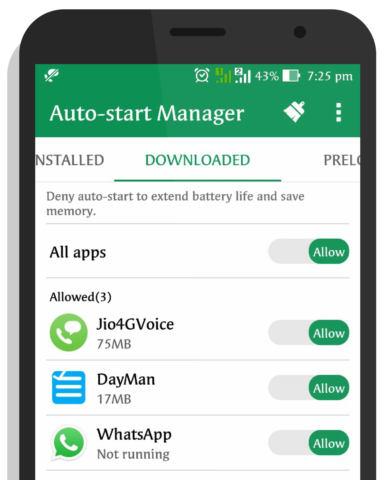 43% 7:25 pm
Auto-start Manager
NSTALLED DOWNLOADED PRELO
Deny auto-start to extend battery life and save
memory.
All apps Allow
Allowed(3)
Jio4GVoice
75MB
Allow
DayMan
17MB
Allow
WhatsApp
Not running
Allow